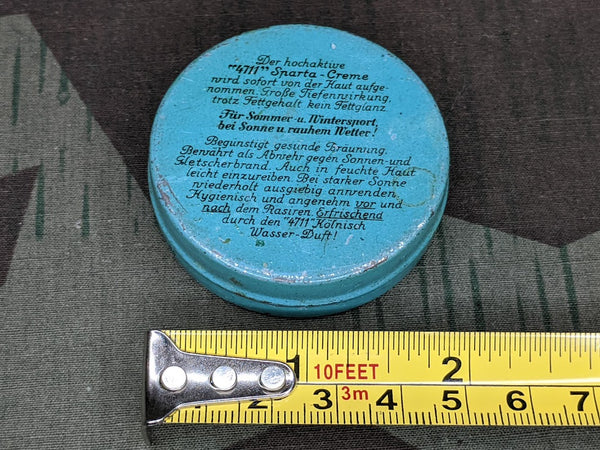 Der hochaktive
"4711" Sparta-Creme
wird sofort von der Haut aufge-
nommen. Große Tiefenwirkung,
trotz Fettgehalt kein Fettglanz.
Für Sommer- u. Wintersport,
bei Sonne u. rauhem Wetter!
Begünstigt gesunde Bräunung.
Bewährt als Abwehr gegen Sonnen- und
Gletscherbrand. Auch in feuchte Haut
leicht einzureiben. Bei starker Sonne
wiederholt ausgiebig anwenden.
Hygienisch und angenehm vor und
nach dem Rasiren. Erfrischend
durch den "4711" Kölnisch
Wasser-Duft!
1 10FEET 2
2 3 3m 4 5 6 7